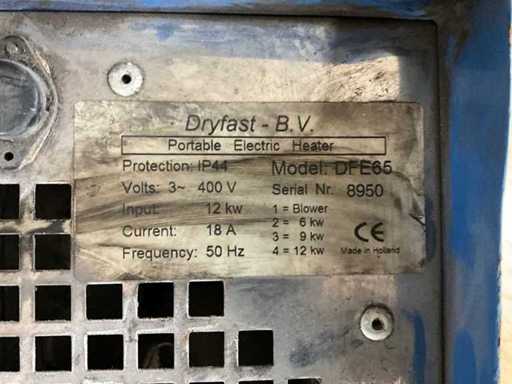 Dryfast - B.V.
Portable Electric Heater
Protection: IP44 Model: DFE65
Volts: 3~ 400 V Serial Nr. 8950
Input: 12 kw 1 = Blower
2 = 6 kw
Current: 18 A 3 = 9 kw
Frequency: 50 Hz 4 = 12 kw
CE
Made in Holland